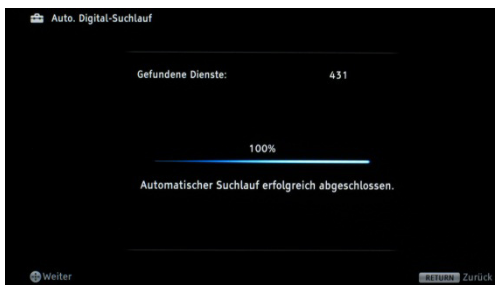 Auto. Digital-Suchlauf
Gefundene Dienste: 431
100%
Automatischer Suchlauf erfolgreich abgeschlossen.
Weiter
RETURN Zurück